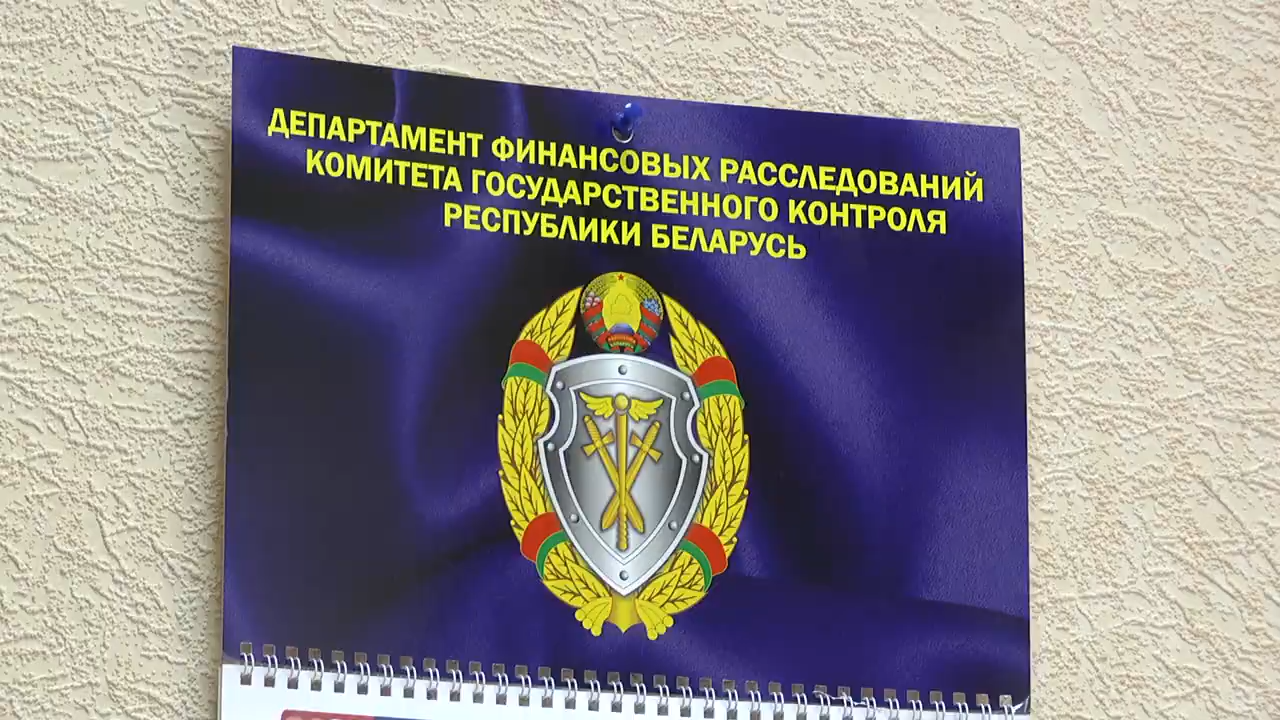 ДЕПАРТАМЕНТ ФИНАНСОВЫХ РАССЛЕДОВАНИЙ
КОМИТЕТА ГОСУДАРСТВЕННОГО КОНТРОЛЯ
РЕСПУБЛИКИ БЕЛАРУСЬ